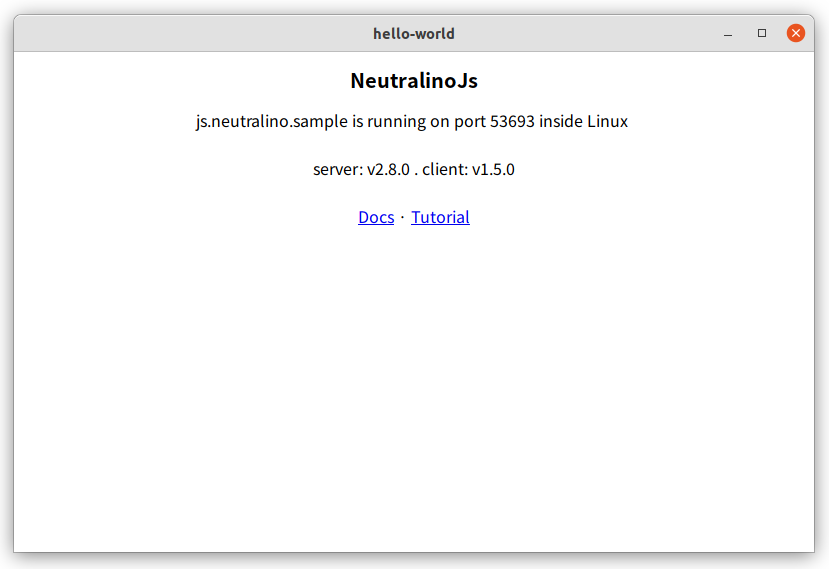 hello-world
NeutralinoJs
js.neutralino.sample is running on port 53693 inside Linux
server: v2.8.0 . client: v1.5.0
Docs · Tutorial